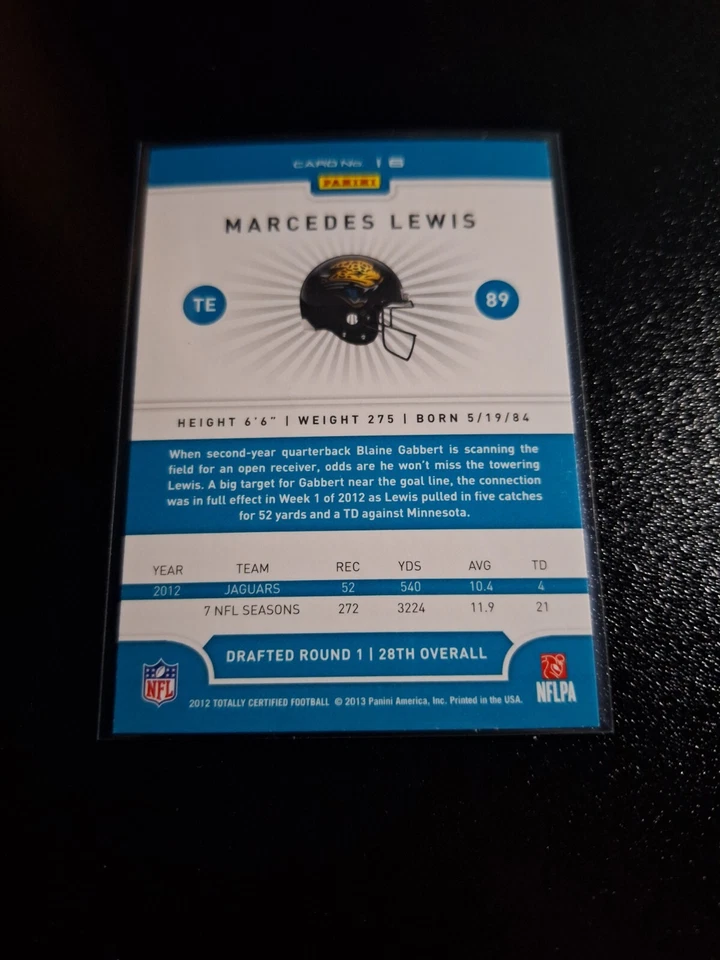 CARD No. 16
PANINI
MARCEDES LEWIS
TE
89
HEIGHT 6'6" | WEIGHT 275 | BORN 5/19/84
When second-year quarterback Blaine Gabbert is scanning the
field for an open receiver, odds are he won't miss the towering
Lewis. A big target for Gabbert near the goal line, the connection
was in full effect in Week 1 of 2012 as Lewis pulled in five catches
for 52 yards and a TD against Minnesota.
YEAR TEAM REC YDS AVG TD
2012 JAGUARS 52 540 10.4 4
7 NFL SEASONS 272 3224 11.9 21
DRAFTED ROUND 1 | 28TH OVERALL
NFL
NFLPA
2012 TOTALLY CERTIFIED FOOTBALL © 2013 Panini America, Inc. Printed in the USA.